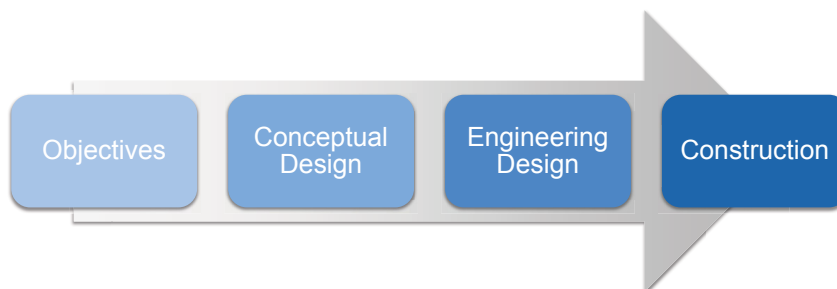 Objectives
Conceptual
Design
Engineering
Design
Construction